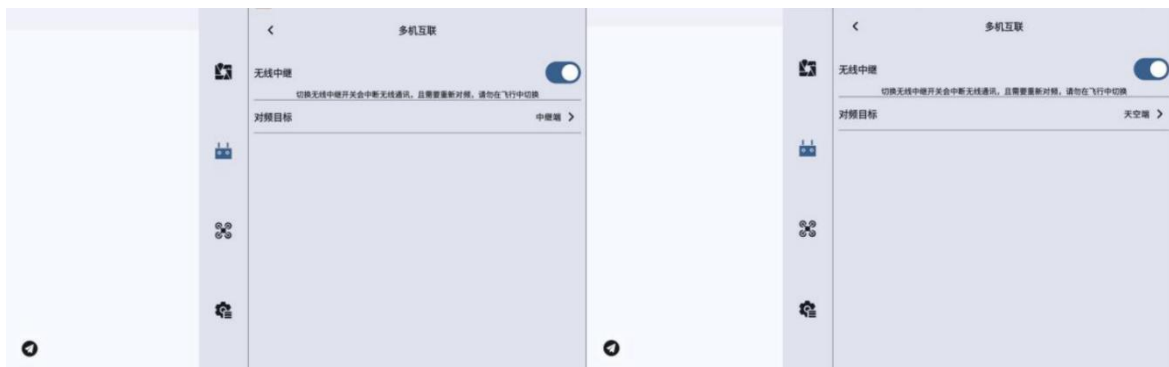 多机互联
无线中继
切换无线中继开关会中断无线通讯，且需要重新对频，请勿在飞行中切换
对频目标
中继端
多机互联
无线中继
切换无线中继开关会中断无线通讯，且需要重新对频，请勿在飞行中切换
对频目标
天空端